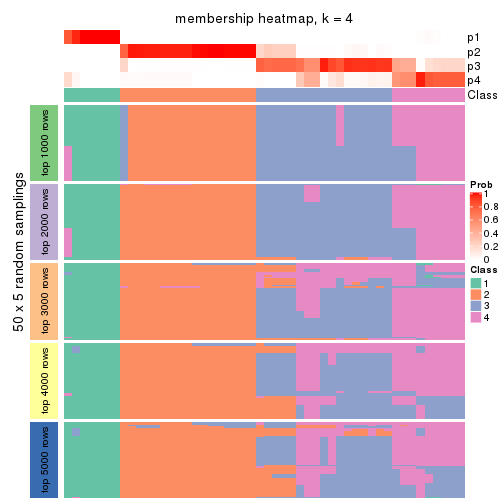 membership heatmap, k = 4
p1
p2
p3
p4
Class
50 x 5 random samplings
top 1000 rows
top 2000 rows
top 3000 rows
top 4000 rows
top 5000 rows
Prob
1
0.8
0.6
0.4
0.2
0
Class
1
2
3
4